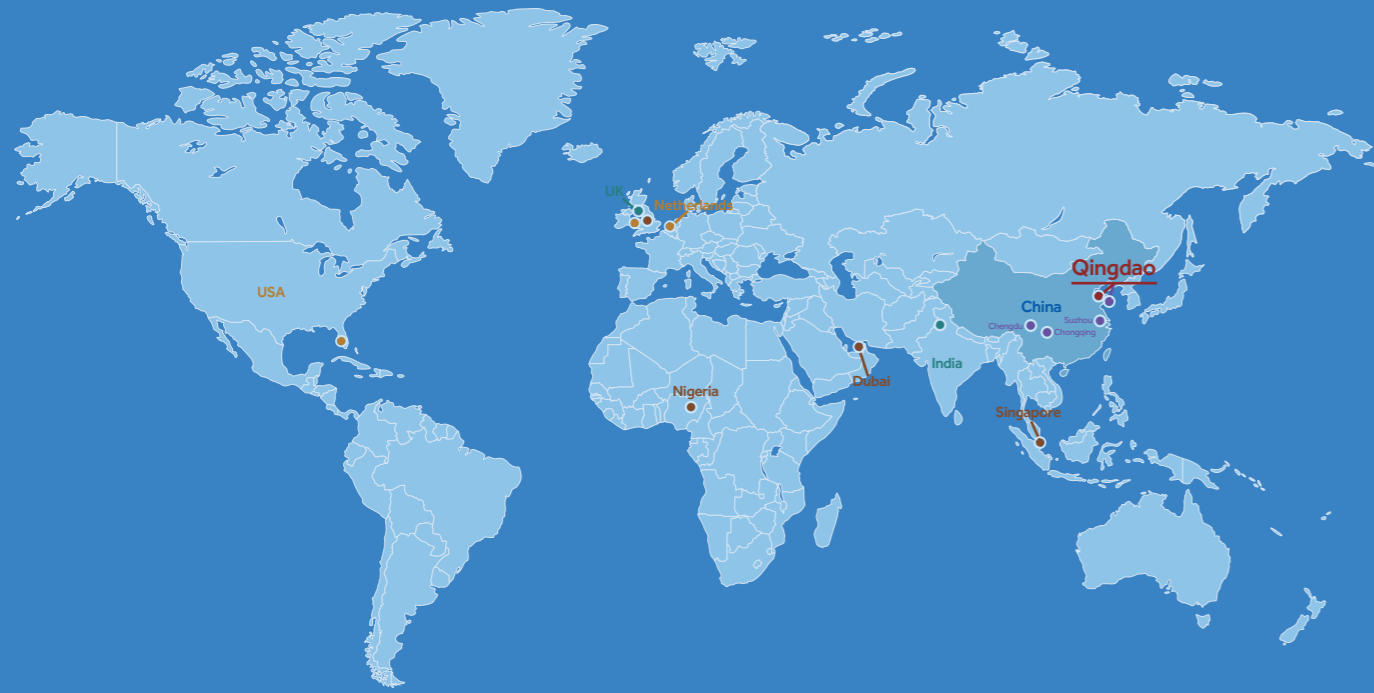 UK
Netherlands
Qingdao
USA
China
Suzhou
Chengdu
Chongqing
India
Dubai
Nigeria
Singapore